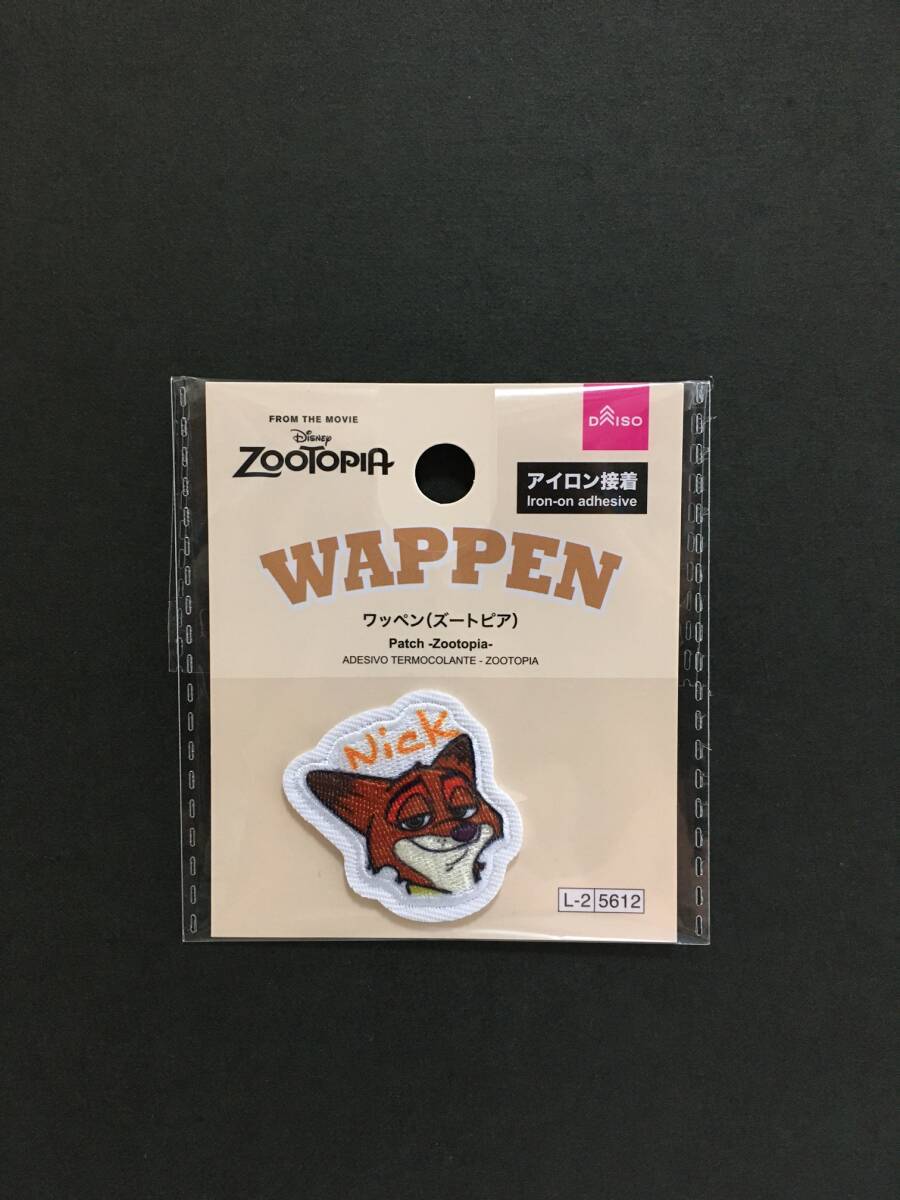 FROM THE MOVIE
Disney
ZOOTOPIA
DAISO
アイロン接着
Iron-on adhesive
WAPPEN
ワッペン(ズートピア)
Patch -Zootopia-
ADESIVO TERMOCOLANTE - ZOOTOPIA
Nick
L-2 5612